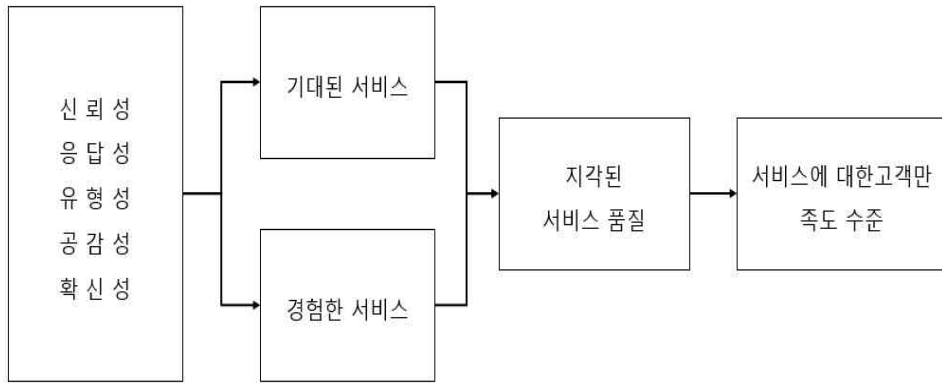 신 뢰 성
응 답 성
유 형 성
공 감 성
확 신 성
기대된 서비스
경험한 서비스
지각된
서비스 품질
서비스에 대한고객만
족도 수준